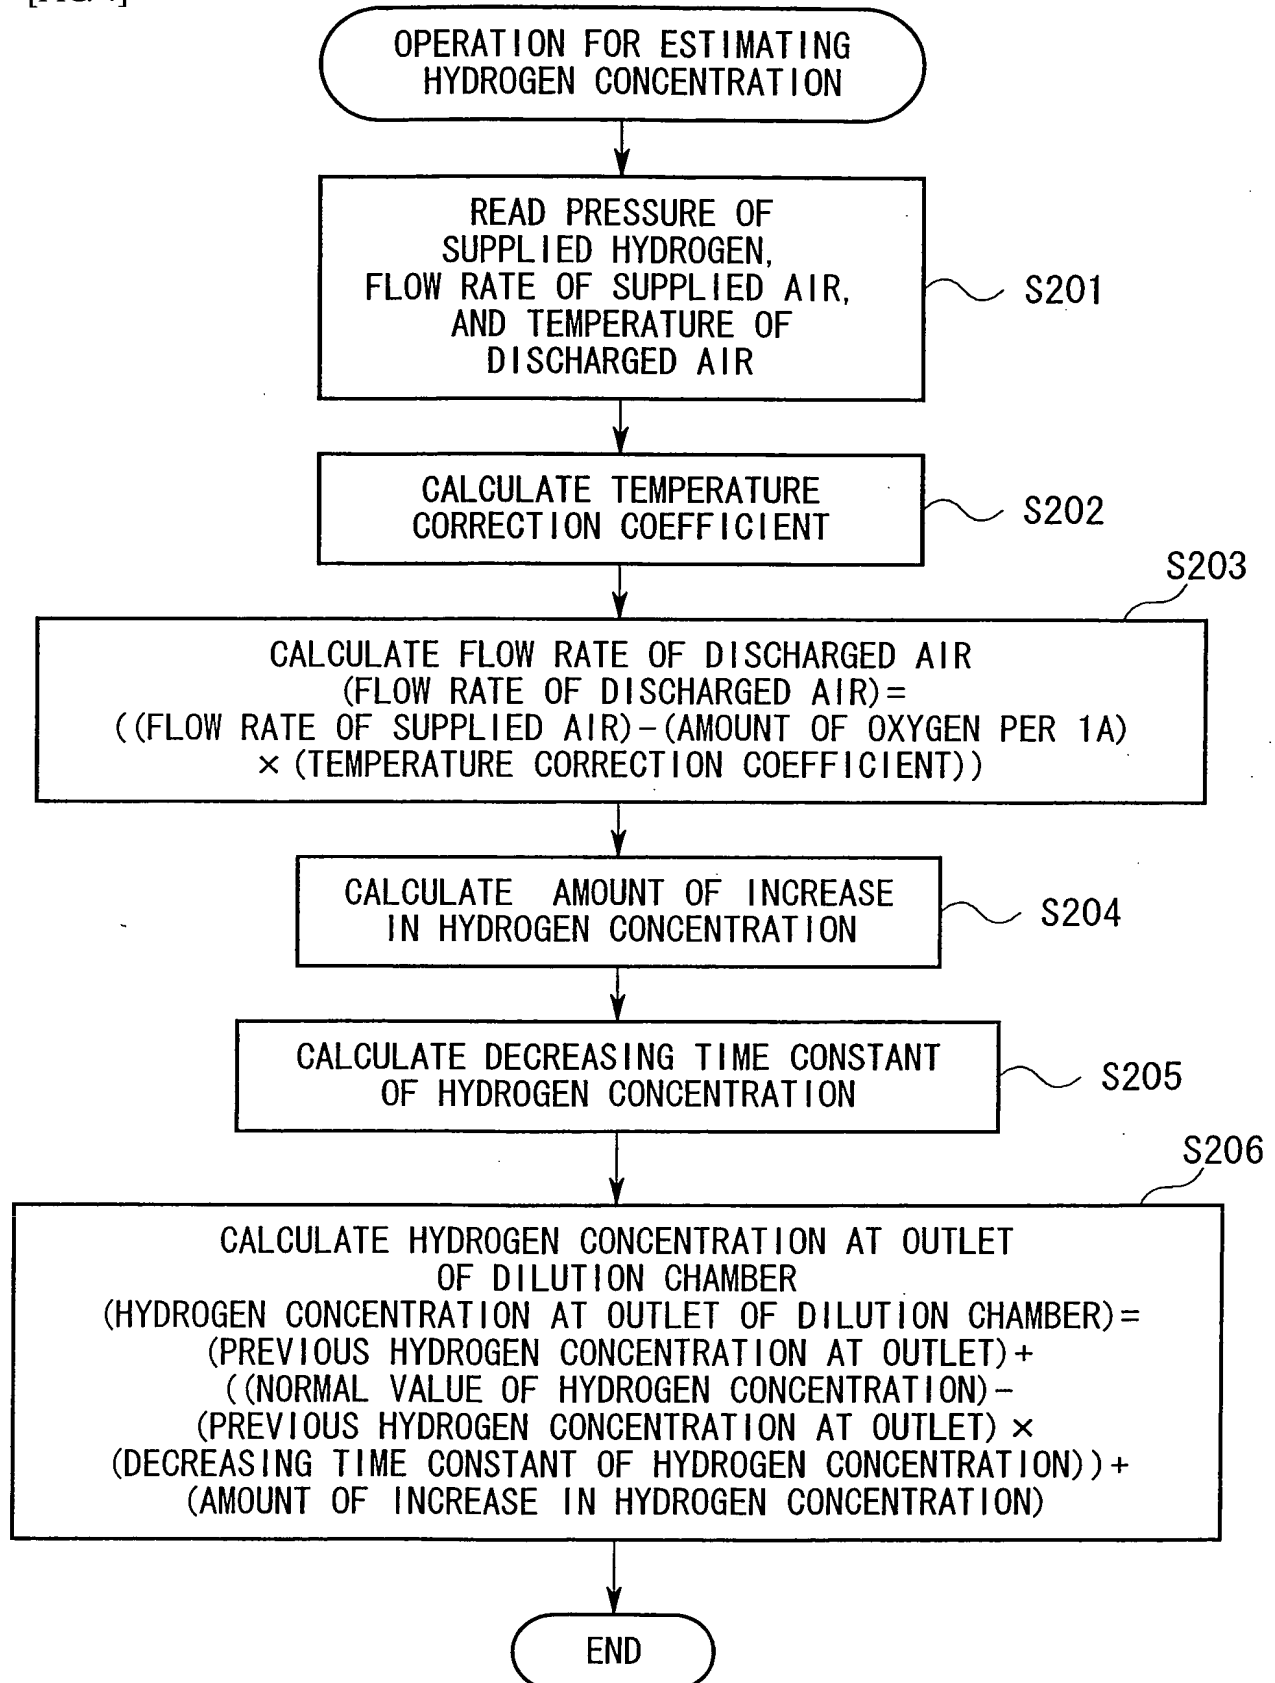 OPERATION FOR ESTIMATING
HYDROGEN CONCENTRATION
READ PRESSURE OF
SUPPLIED HYDROGEN,
FLOW RATE OF SUPPLIED AIR,
AND TEMPERATURE OF
DISCHARGED AIR
S201
CALCULATE TEMPERATURE
CORRECTION COEFFICIENT
S202
S203
CALCULATE FLOW RATE OF DISCHARGED AIR
(FLOW RATE OF DISCHARGED AIR)=
((FLOW RATE OF SUPPLIED AIR)-(AMOUNT OF OXYGEN PER 1A)
×(TEMPERATURE CORRECTION COEFFICIENT))
CALCULATE AMOUNT OF INCREASE
IN HYDROGEN CONCENTRATION
S204
CALCULATE DECREASING TIME CONSTANT
OF HYDROGEN CONCENTRATION
S205
S206
CALCULATE HYDROGEN CONCENTRATION AT OUTLET
OF DILUTION CHAMBER
(HYDROGEN CONCENTRATION AT OUTLET OF DILUTION CHAMBER)=
(PREVIOUS HYDROGEN CONCENTRATION AT OUTLET)+
((NORMAL VALUE OF HYDROGEN CONCENTRATION)-
(PREVIOUS HYDROGEN CONCENTRATION AT OUTLET)×
(DECREASING TIME CONSTANT OF HYDROGEN CONCENTRATION))+
(AMOUNT OF INCREASE IN HYDROGEN CONCENTRATION)
END